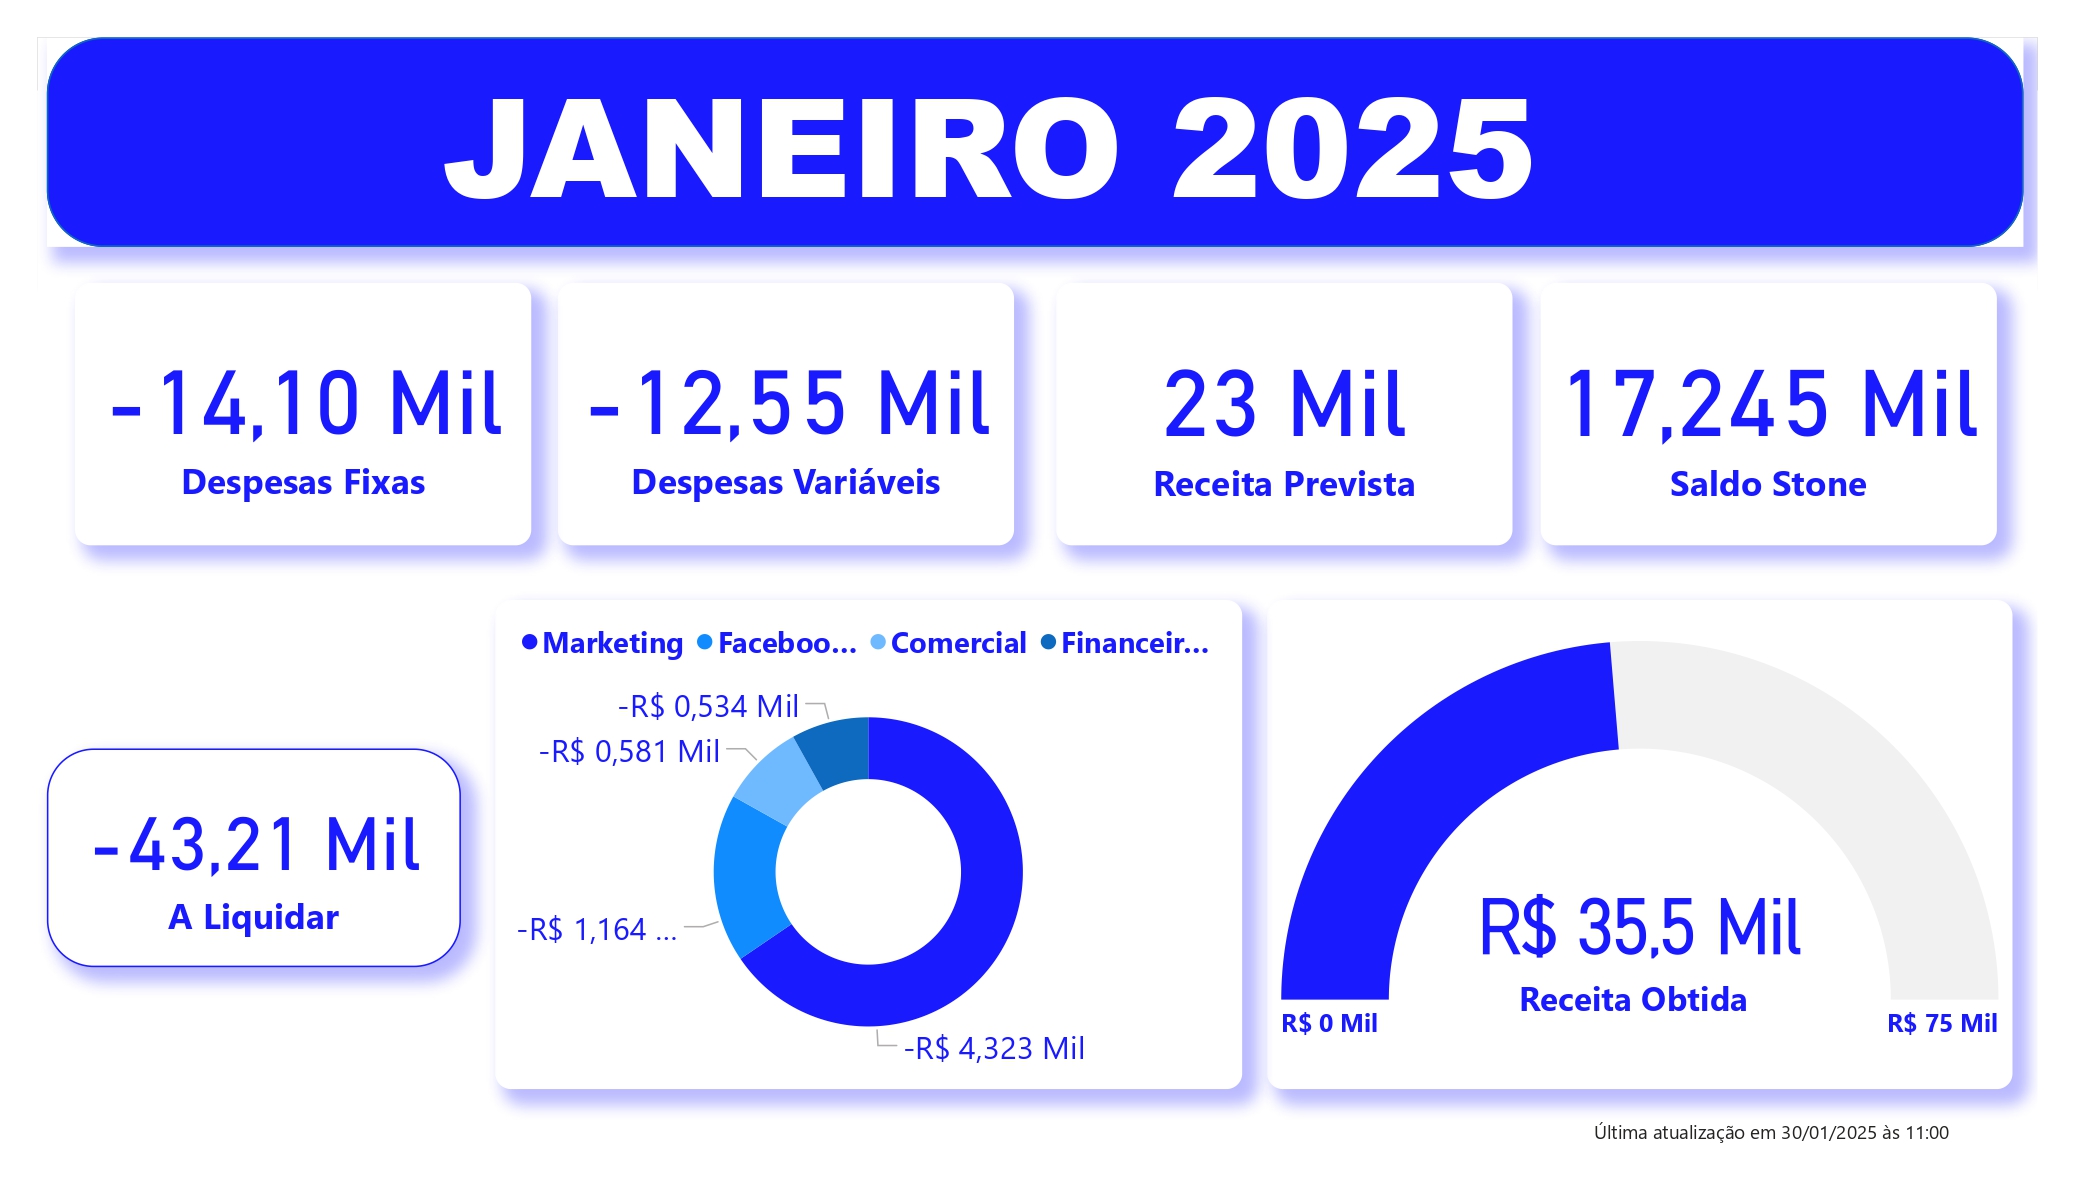 JANEIRO 2025
-14,10 Mil
Despesas Fixas
-12,55 Mil
Despesas Variáveis
23 Mil
Receita Prevista
17,245 Mil
Saldo Stone
-43,21 Mil
A Liquidar
Marketing Faceboo... Comercial Financeir...
-R$ 0,534 Mil
-R$ 0,581 Mil
-R$ 1,164 ...
-R$ 4,323 Mil
R$ 35,5 Mil
Receita Obtida
R$ 0 Mil
R$ 75 Mil
Última atualização em 30/01/2025 às 11:00